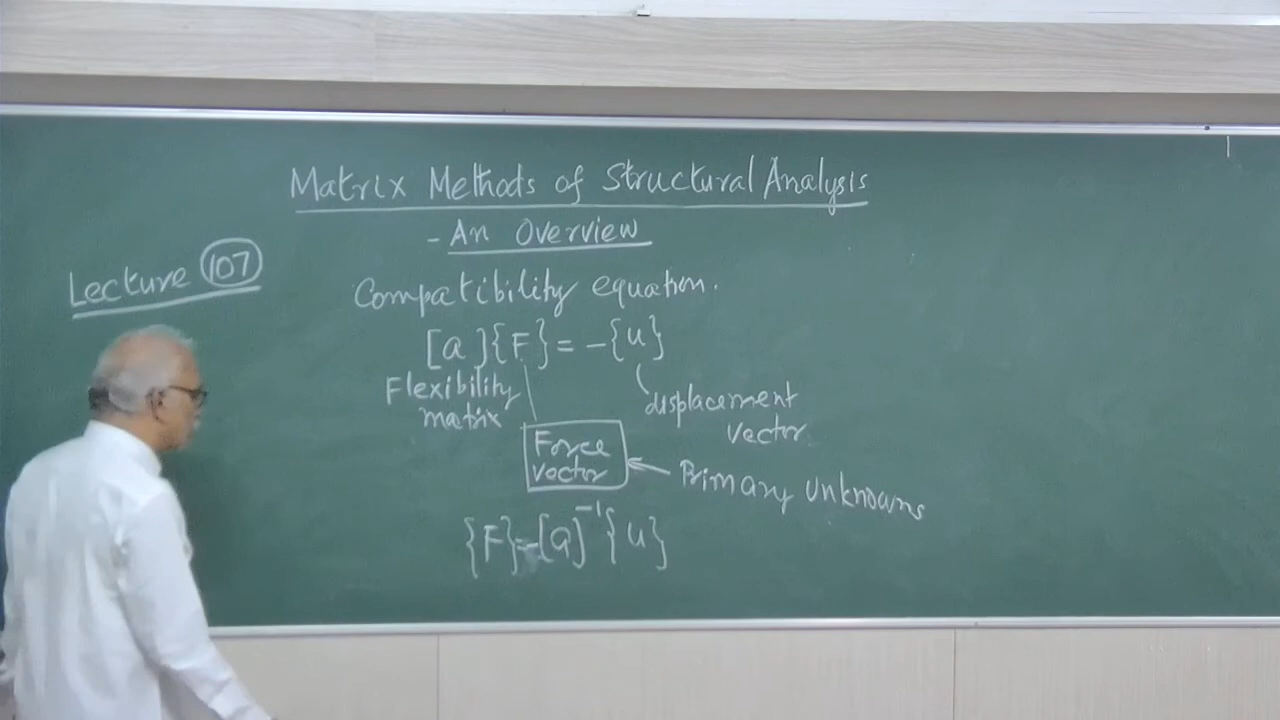 Matrix Methods of Structural Analysis
- An Overview
Lecture 107
Compatibility equation.
[a]{F} = -{u}
Flexibility matrix
displacement vector
Force vector
Primary unknowns
{F}=-[a]⁻¹{u}